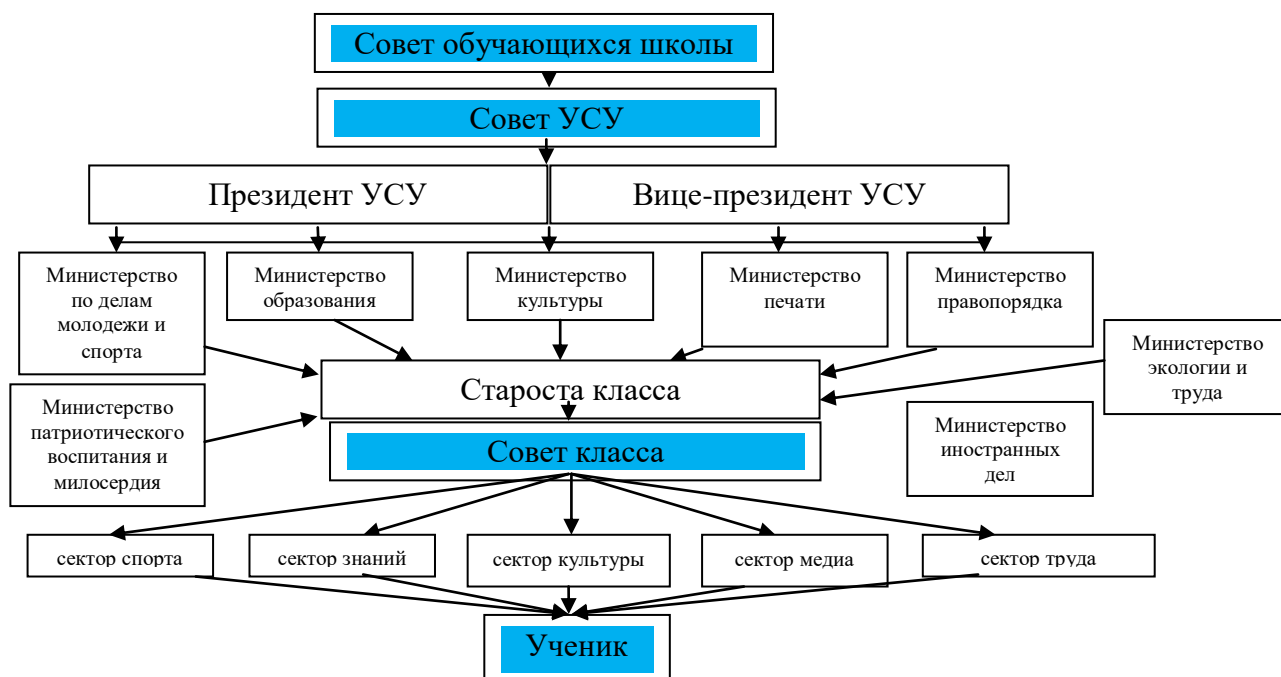 Совет обучающихся школы
Совет УСУ
Президент УСУ
Вице-президент УСУ
Министерство
по делам
молодежи и
спорта
Министерство
образования
Министерство
культуры
Министерство
печати
Министерство
правопорядка
Министерство
экологии и
труда
Староста класса
Министерство
патриотического
воспитания и
милосердия
Министерство
иностранных
дел
Совет класса
сектор спорта
сектор знаний
сектор культуры
сектор медиа
сектор труда
Ученик